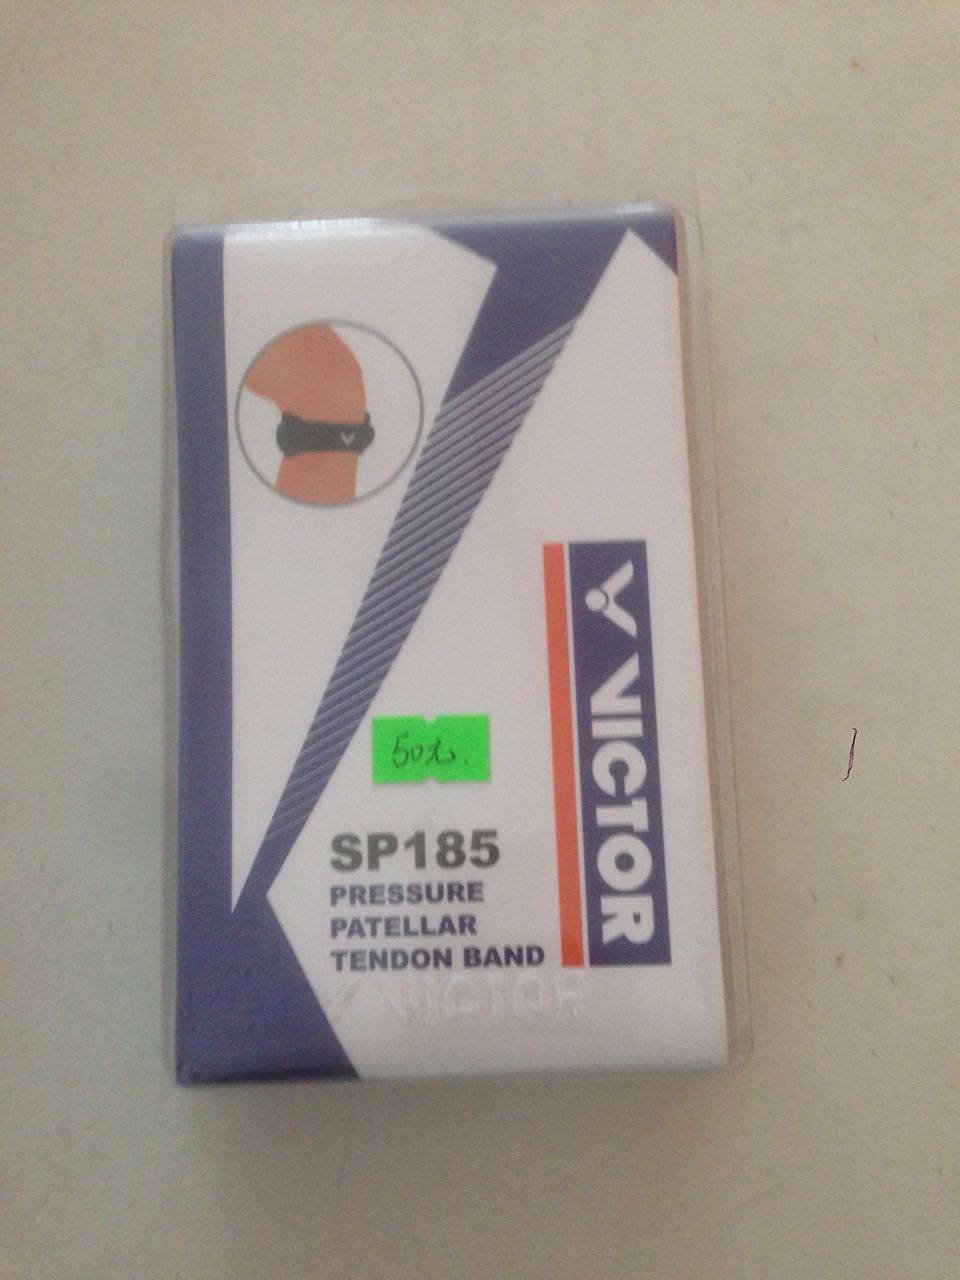 50元.
SP185
PRESSURE
PATELLAR
TENDON BAND
VICTOR
VICTOR